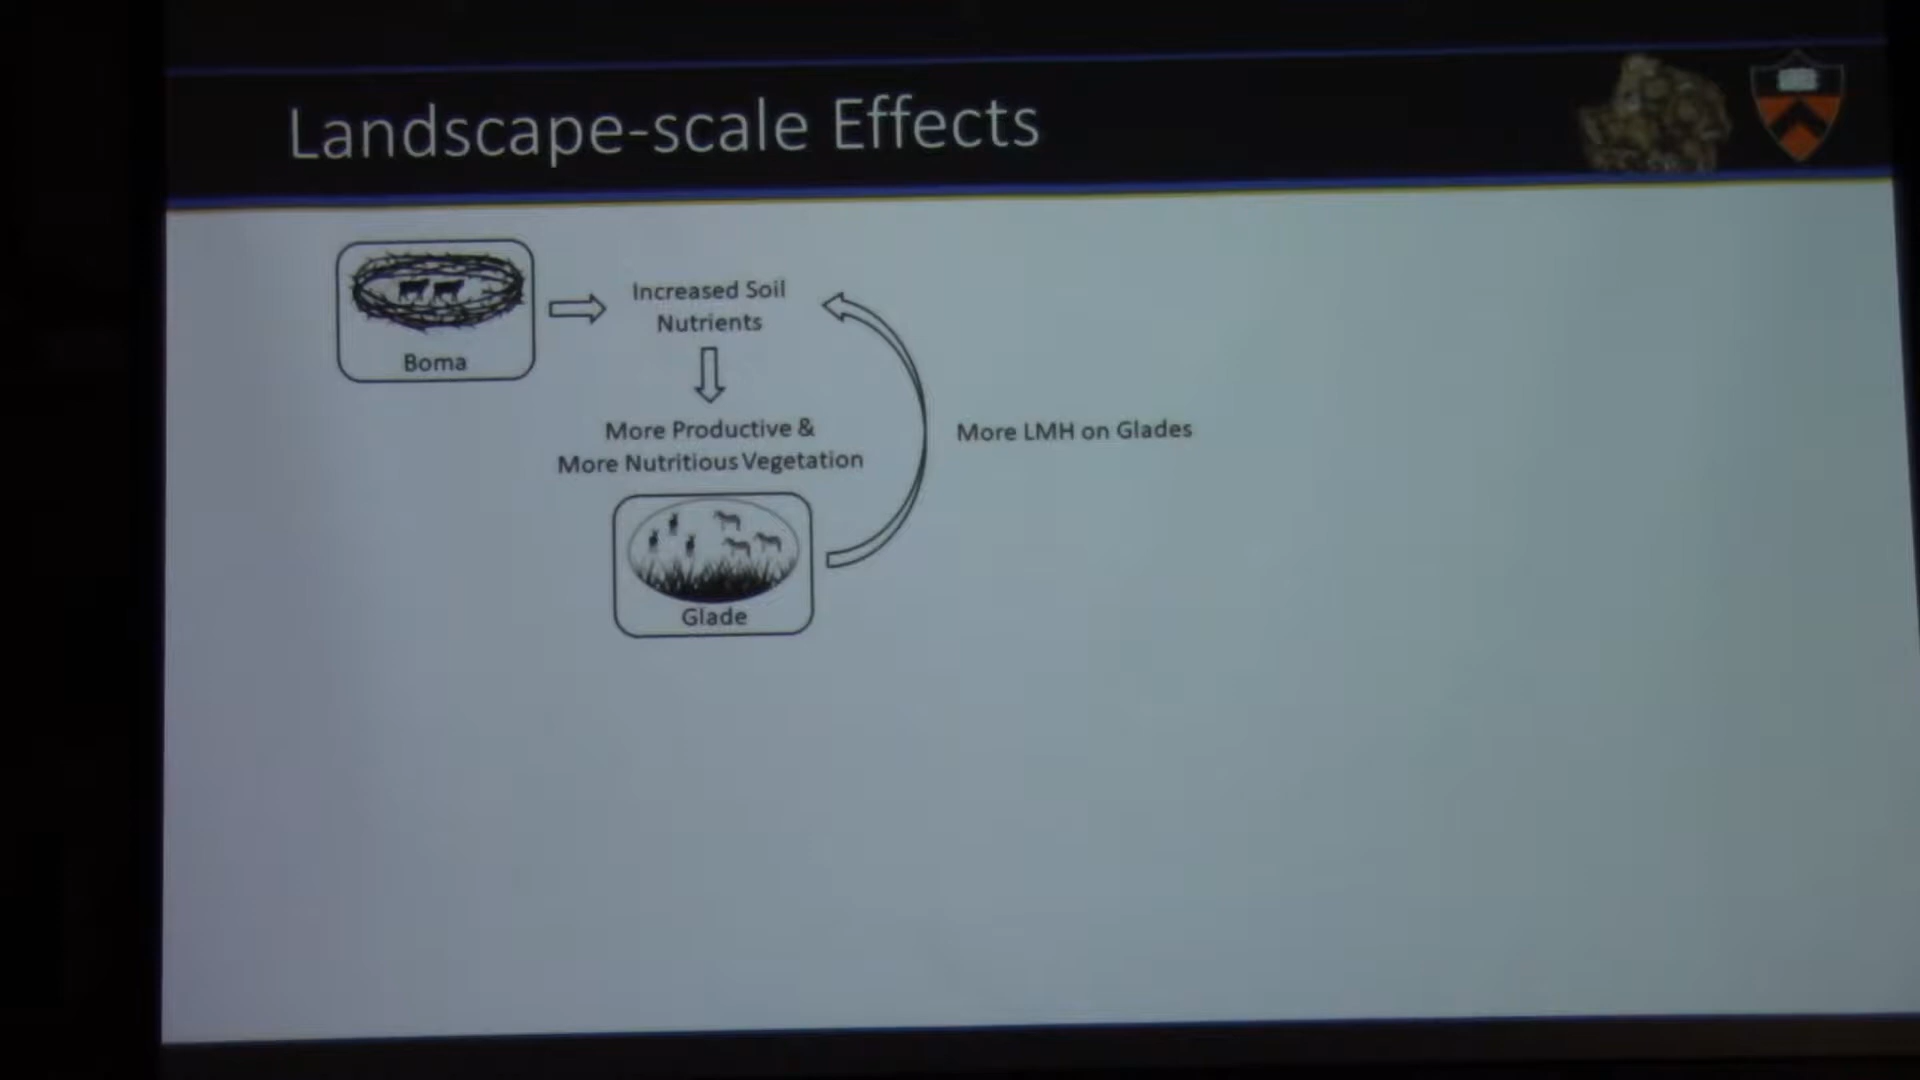 Landscape-scale Effects
Boma
Increased Soil
Nutrients
More Productive &
More Nutritious Vegetation
More LMH on Glades
Glade